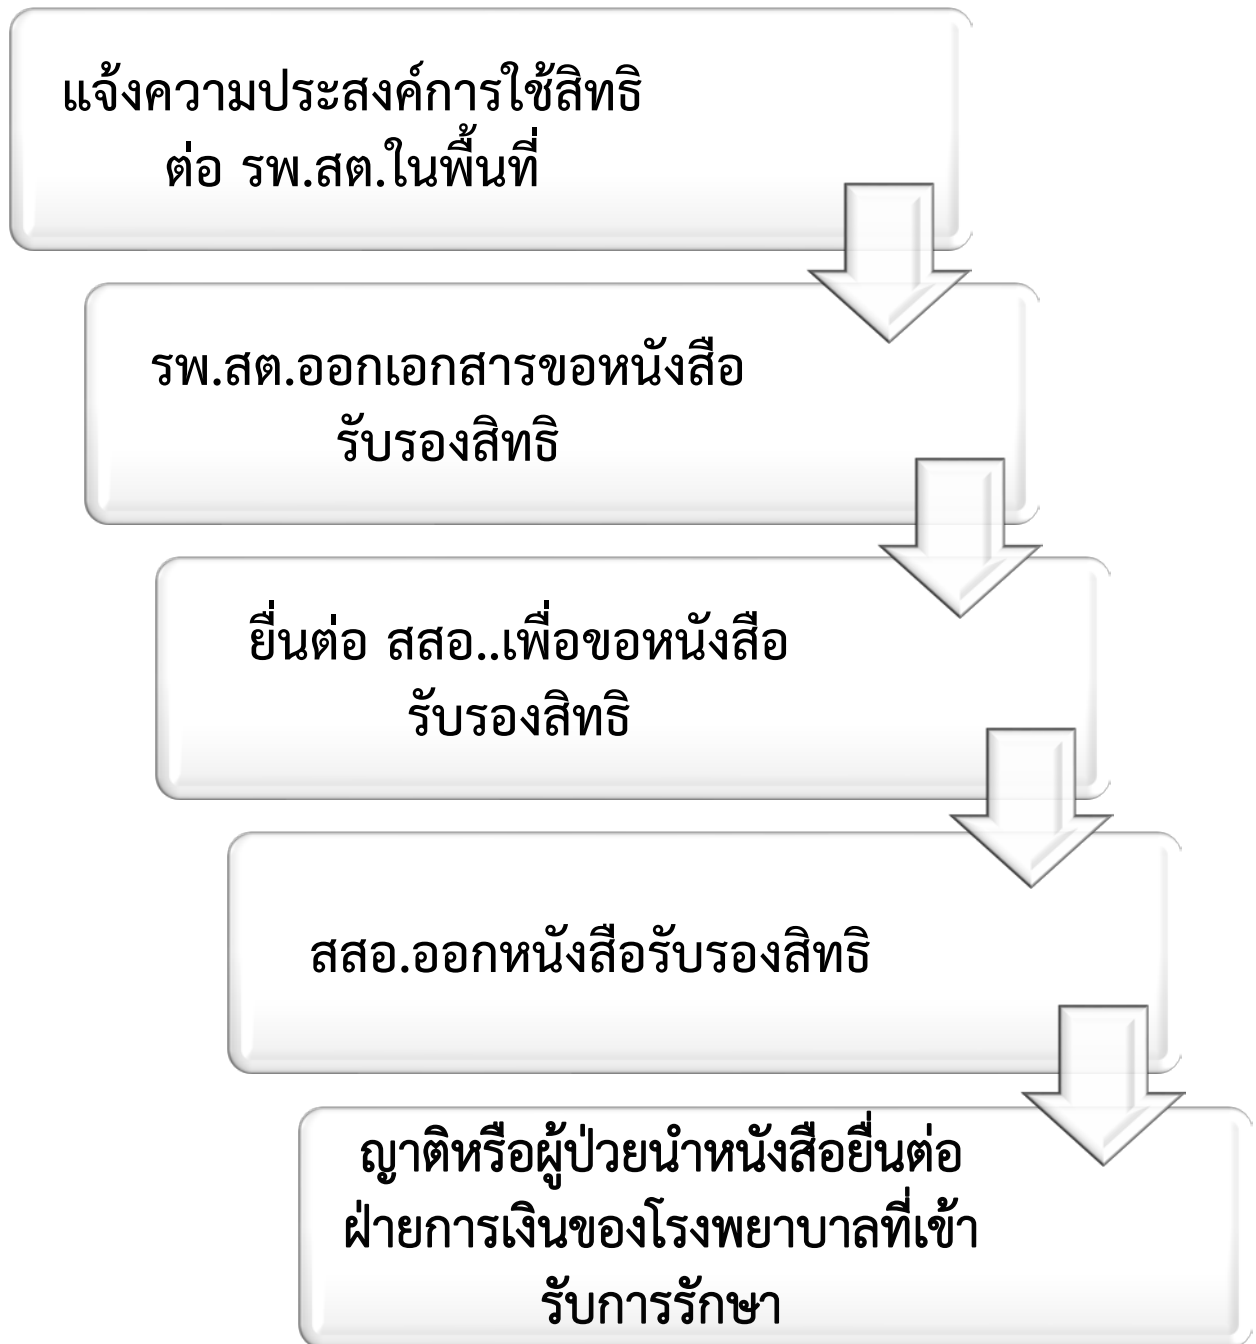 แจ้งความประสงค์การใช้สิทธิ
ต่อ รพ.สต.ในพื้นที่
รพ.สต.ออกเอกสารขอหนังสือ
รับรองสิทธิ
ยื่นต่อ สสอ..เพื่อขอหนังสือ
รับรองสิทธิ
สสอ.ออกหนังสือรับรองสิทธิ
ญาติหรือผู้ป่วยนำหนังสือยื่นต่อ
ฝ่ายการเงินของโรงพยาบาลที่เข้า
รับการรักษา